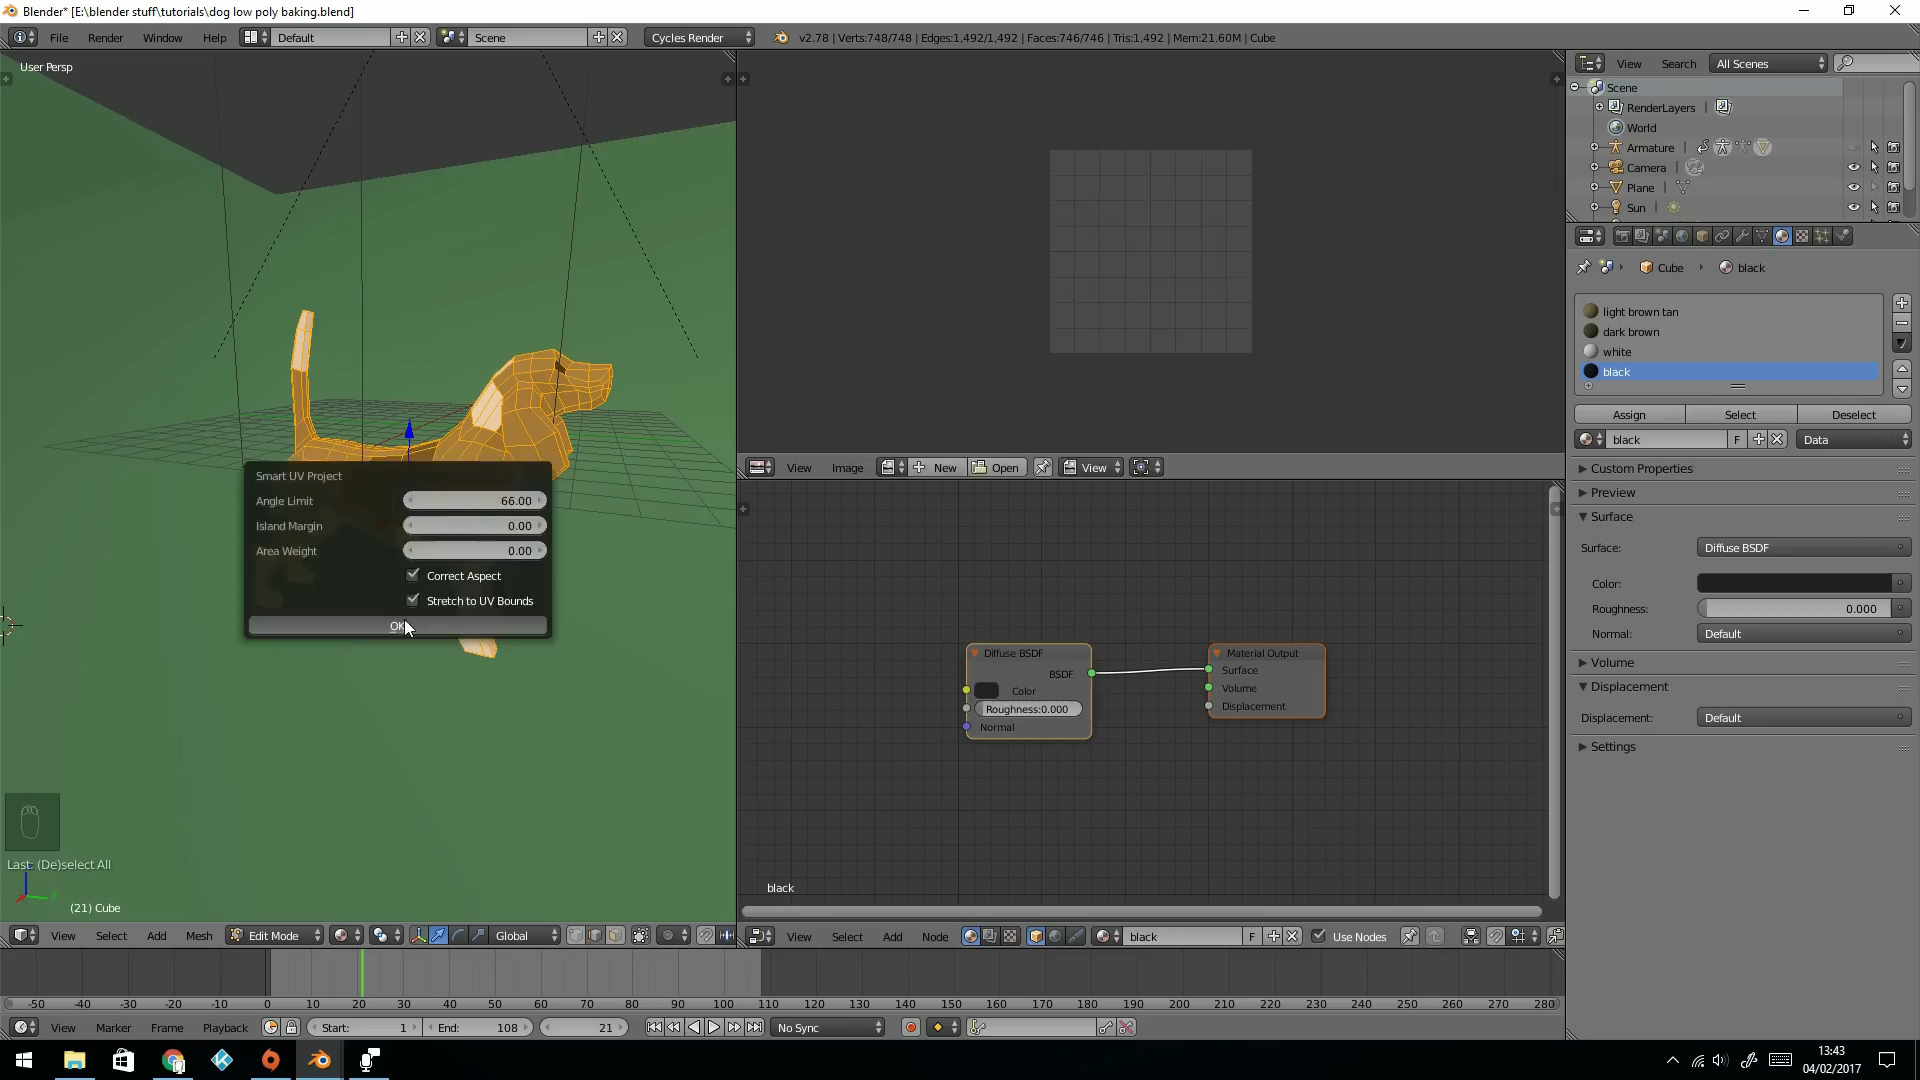 Blender* [E:\blender stuff\tutorials\dog low poly baking.blend]
File Render Window Help Default Scene Cycles Render v2.78 | Verts:748/748 | Edges:1,492/1,492 | Faces:746/746 | Tris:1,492 | Mem:21.60M | Cube
User Persp
View Search All Scenes
Scene
RenderLayers |
World
Armature
Camera
Plane
Sun
Cube black
light brown tan
dark brown
white
black
Assign Select Deselect
black F Data
Custom Properties
Preview
Surface
Surface: Diffuse BSDF
Color:
Roughness: 0.000
Normal: Default
Volume
Displacement
Displacement: Default
Settings
Smart UV Project
Angle Limit 66.00
Island Margin 0.00
Area Weight 0.00
Correct Aspect
Stretch to UV Bounds
OK
View Image New Open View
Diffuse BSDF
BSDF
Color
Roughness:0.000
Normal
Material Output
Surface
Volume
Displacement
black
Last: (De)select All
(21) Cube
View Select Add Mesh Edit Mode Global
View Select Add Node black F Use Nodes
-50 -40 -30 -20 -10 0 10 20 30 40 50 60 70 80 90 100 110 120 130 140 150 160 170 180 190 200 210 220 230 240 250 260 270 280
View Marker Frame Playback Start: 1 End: 108 21 No Sync
13:43
04/02/2017